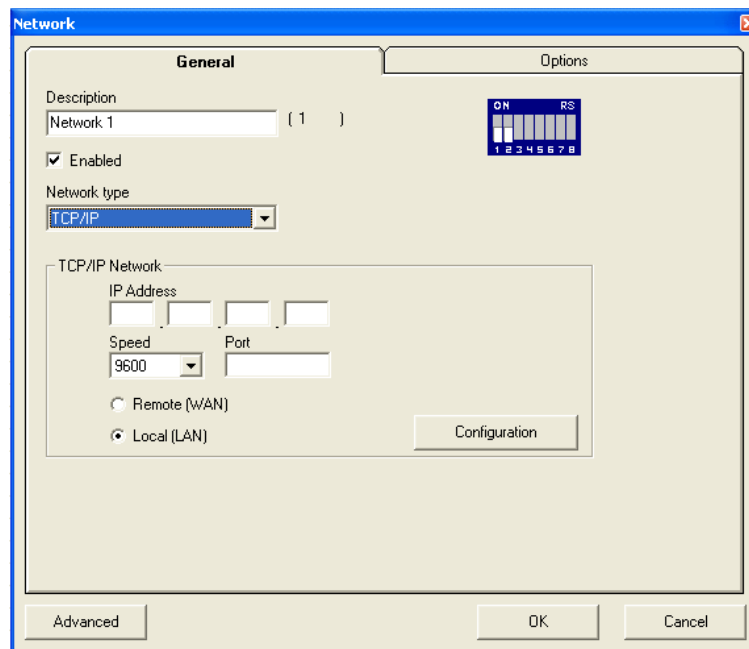 Network
General
Options
Description
Network 1
( 1 )
ON RS
1 2 3 4 5 6 7 8
Enabled
Network type
TCP/IP
TCP/IP Network
IP Address
. . .
Speed
Port
9600
Remote (WAN)
Local (LAN)
Configuration
Advanced
OK
Cancel